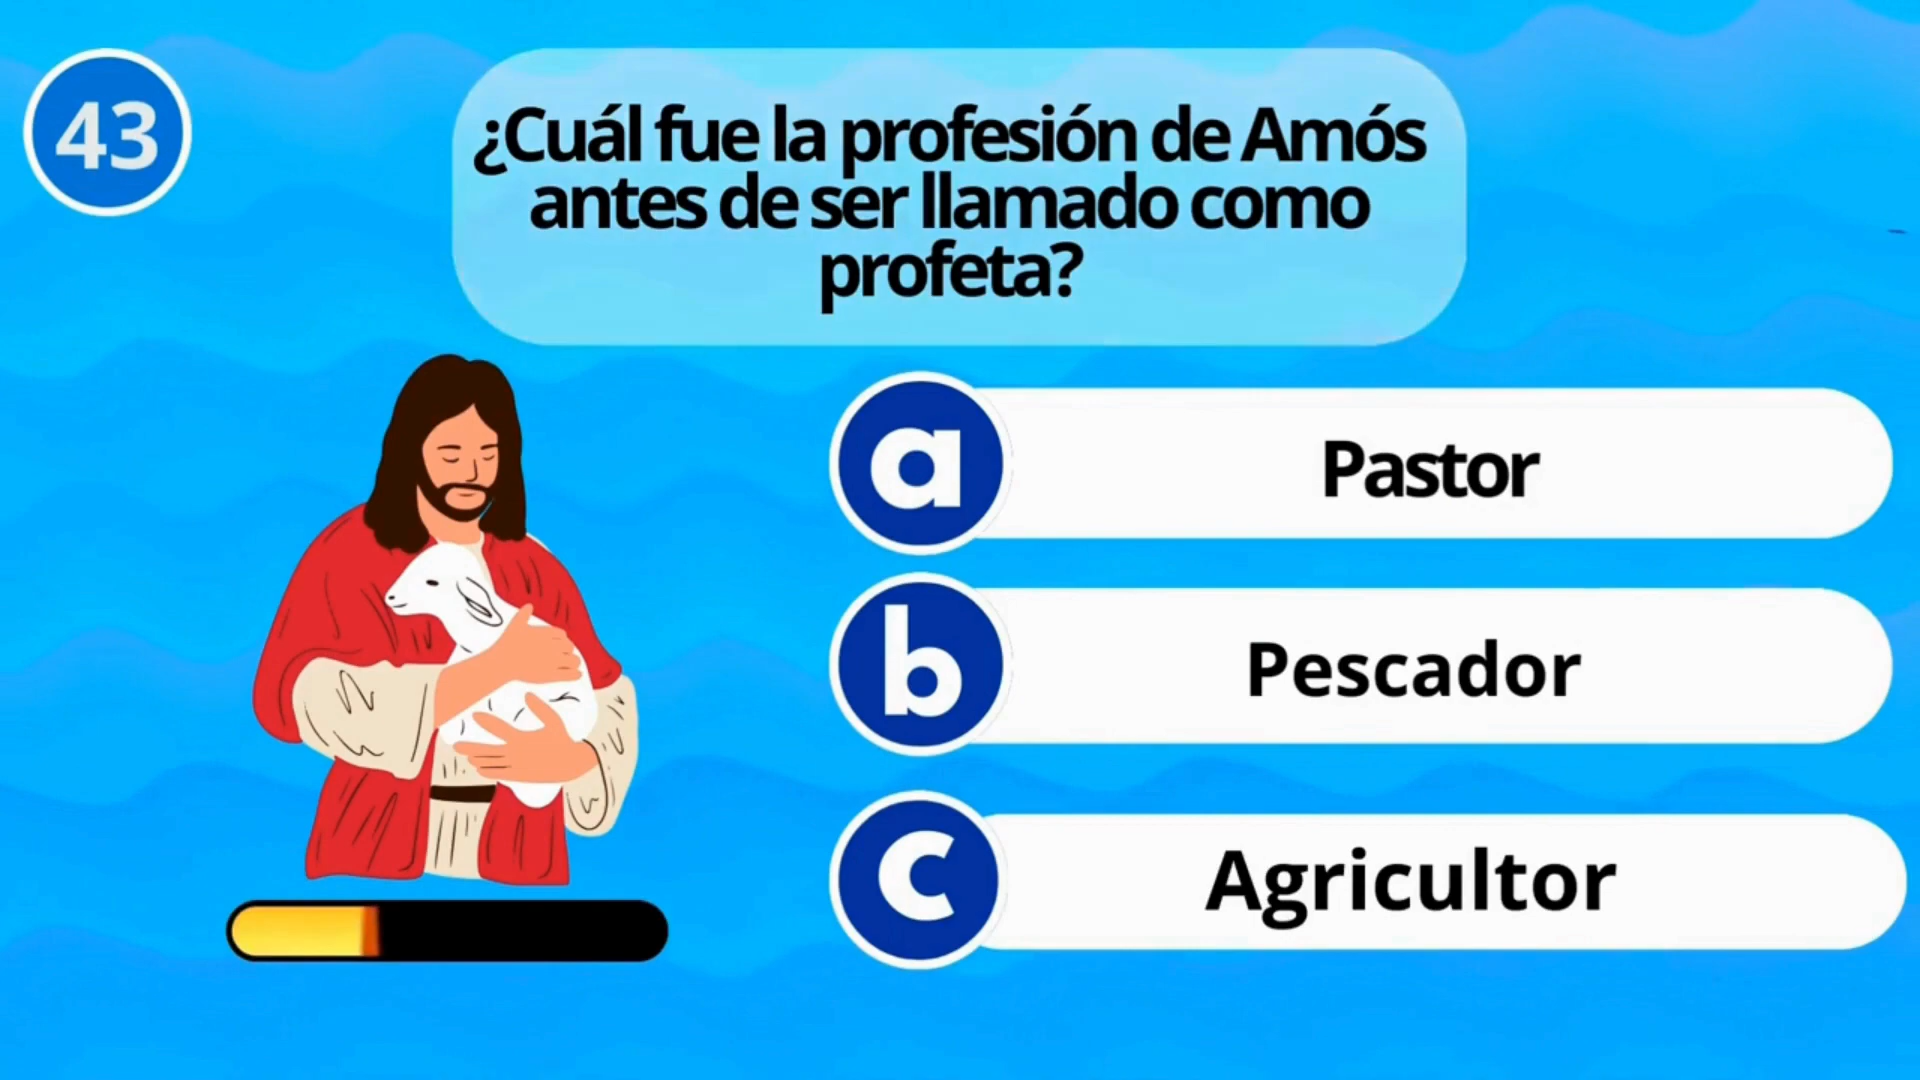 43
¿Cuál fue la profesión de Amós
antes de ser llamado como
profeta?
a
Pastor
b
Pescador
c
Agricultor